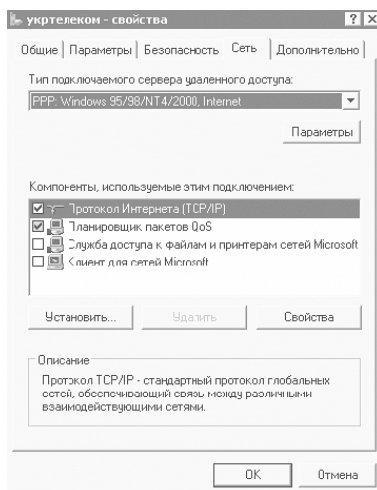 укртелеком - свойства
Общие Параметры Безопасность Сеть Дополнительно
Тип подключаемого сервера удаленного доступа:
PPP: Windows 95/98/NT4/2000, Internet
Параметры
Компоненты, используемые этим подключением:
Протокол Интернета (TCP/IP)
Планировщик пакетов QoS
Служба доступа к файлам и принтерам сетей Microsoft
Клиент для сетей Microsoft
Установить... Удалить Свойства
Описание
Протокол TCP/IP - стандартный протокол глобальных
сетей, обеспечивающий связь между различными
взаимодействующими сетями.
OK Отмена